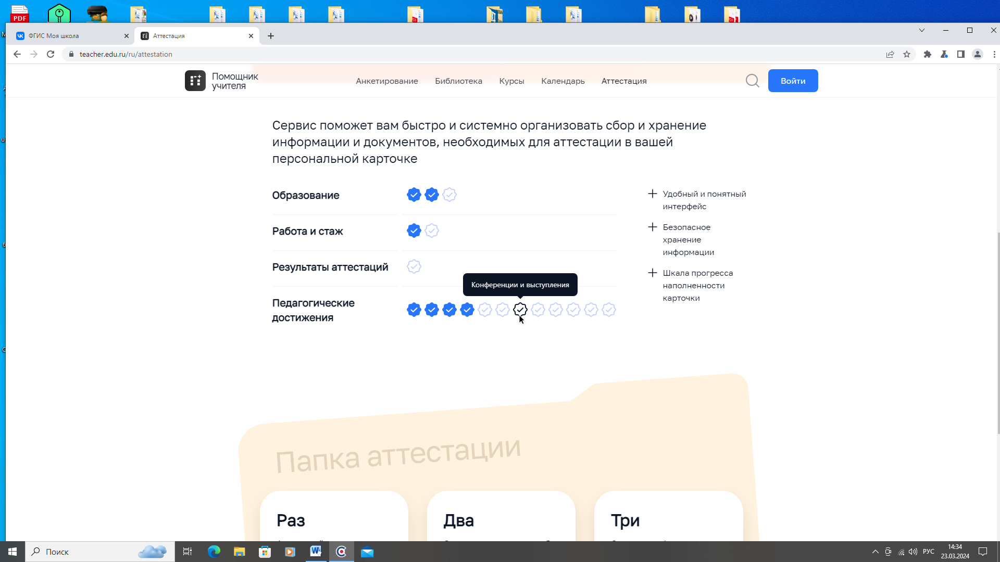 PDF
ФГИС Моя школа
Аттестация
teacher.edu.ru/ru/attestation
Помощник
учителя
Анкетирование
Библиотека
Курсы
Календарь
Аттестация
Войти
Сервис поможет вам быстро и системно организовать сбор и хранение
информации и документов, необходимых для аттестации в вашей
персональной карточке
Образование
Работа и стаж
Результаты аттестаций
Конференции и выступления
Педагогические
достижения
Удобный и понятный
интерфейс
Безопасное
хранение
информации
Шкала прогресса
наполненности
карточки
Папка аттестации
Раз
Два
Три
Поиск
РУС
14:34
23.03.2024